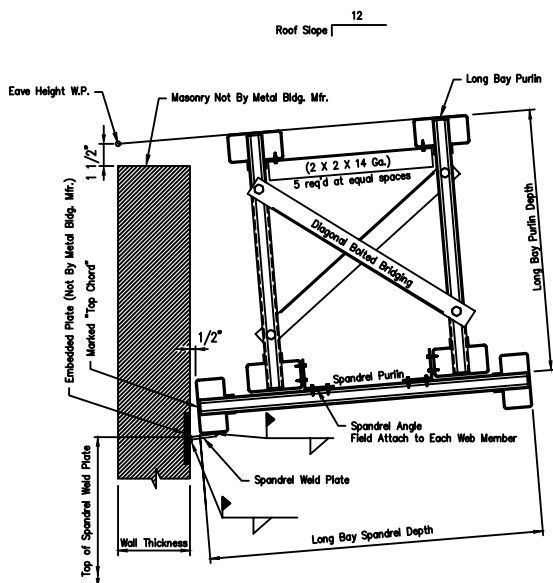 12
Roof Slope
Long Bay Purlin
Eave Height W.P.
Masonry Not By Metal Bldg. Mfr.
1 1/2"
(2 X 2 X 14 Ga.)
5 req'd at equal spaces
Diagonal Bolted Bridging
Long Bay Purlin Depth
Embedded Plate (Not By Metal Bldg. Mfr.)
Marked "Top Chord"
1/2"
Spandrel Purlin
Spandrel Angle
Field Attach to Each Web Member
Spandrel Weld Plate
Top of Spandrel Weld Plate
Wall Thickness
Long Bay Spandrel Depth